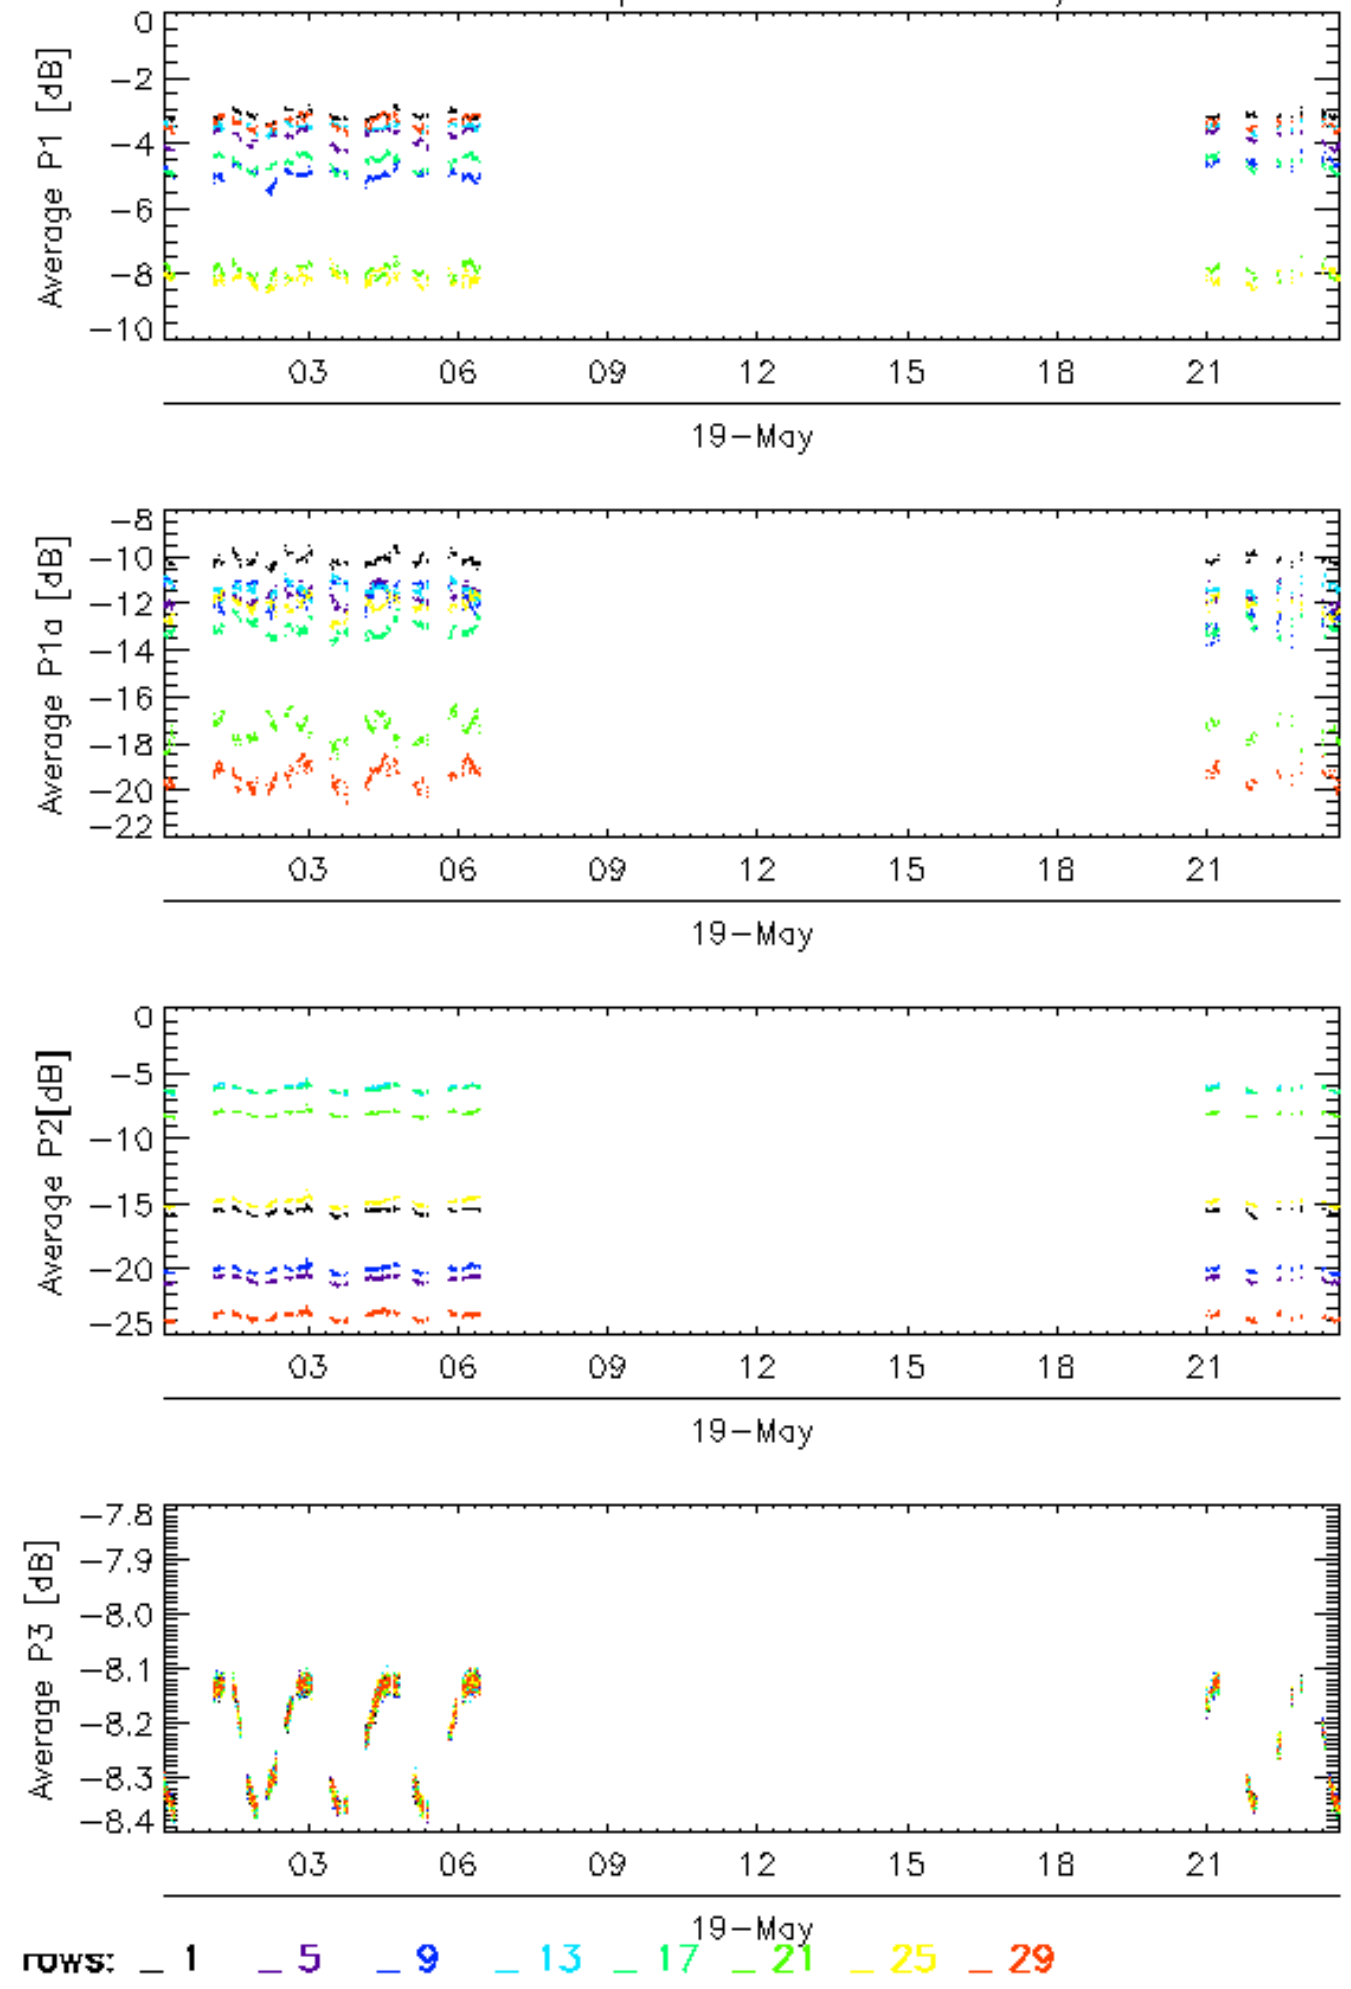 0
−2
−4
−6
−8
−10
Average P1 [dB]
03 06 09 12 15 18 21
19−May
−8
−10
−12
−14
−16
−18
−20
−22
Average P1a [dB]
03 06 09 12 15 18 21
19−May
0
−5
−10
−15
−20
−25
Average P2[dB]
03 06 09 12 15 18 21
19−May
−7.8
−7.9
−8.0
−8.1
−8.2
−8.3
−8.4
Average P3 [dB]
03 06 09 12 15 18 21
19−May
rows: _ 1 _ 5 _ 9 _ 13 _ 17 _ 21 _ 25 _ 29